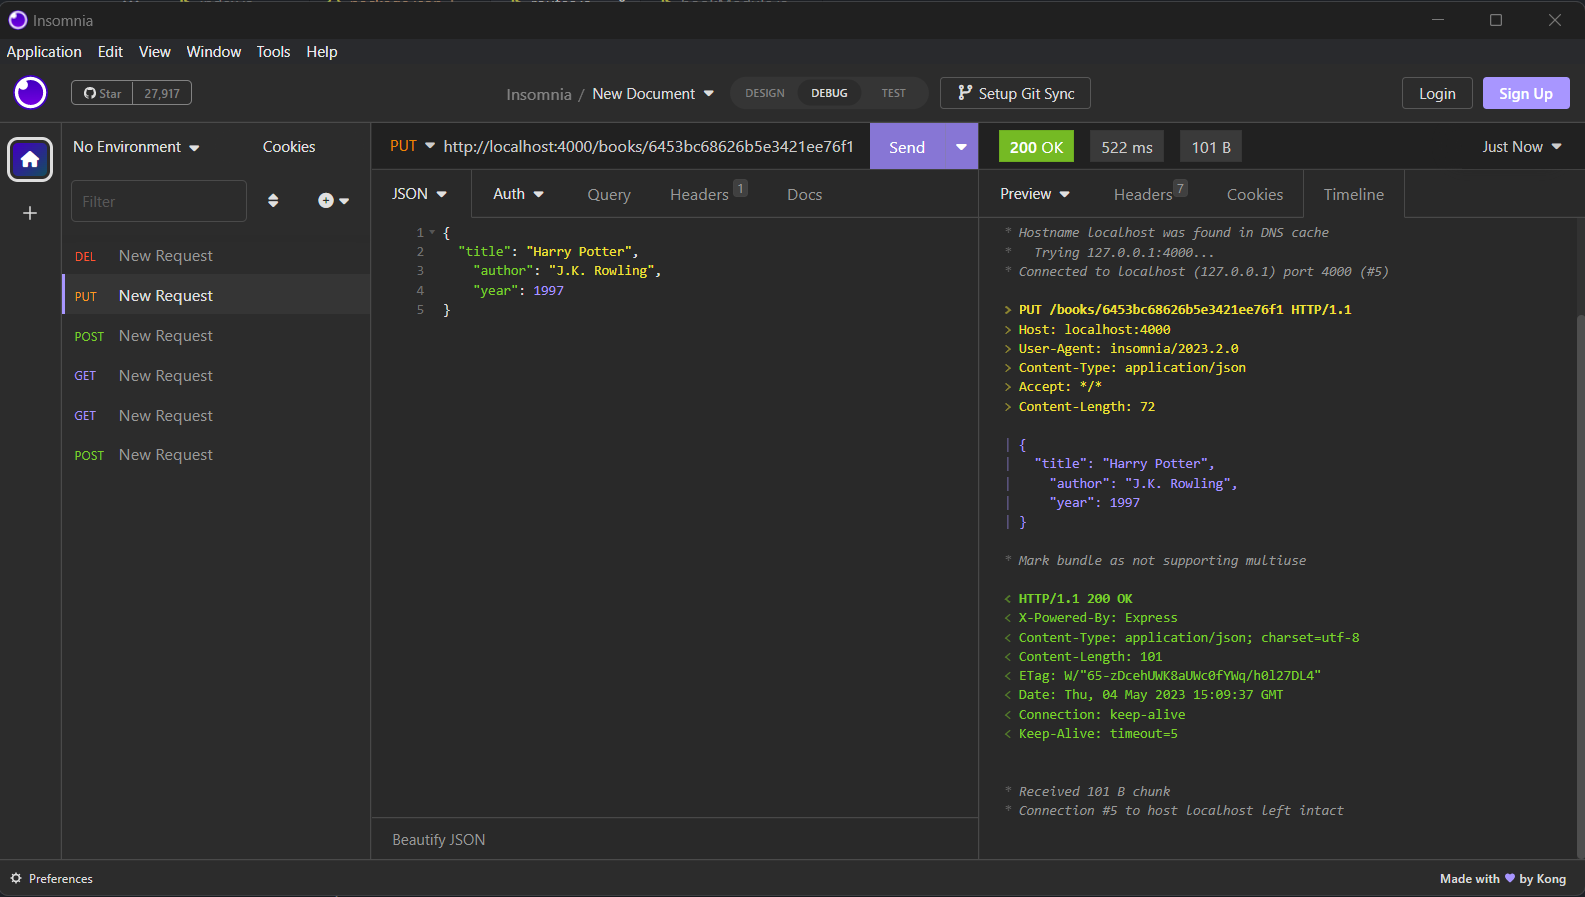 Insomnia
Application Edit View Window Tools Help
Star 27,917
Insomnia / New Document
DESIGN DEBUG TEST
Setup Git Sync
Login
Sign Up
No Environment
Cookies
Filter
DEL New Request
PUT New Request
POST New Request
GET New Request
GET New Request
POST New Request
PUT http://localhost:4000/books/6453bc68626b5e3421ee76f1
Send
JSON Auth Query Headers 1 Docs
1 {
2 "title": "Harry Potter",
3 "author": "J.K. Rowling",
4 "year": 1997
5 }
Beautify JSON
200 OK 522 ms 101 B
Just Now
Preview Headers 7 Cookies Timeline
* Hostname localhost was found in DNS cache
* Trying 127.0.0.1:4000...
* Connected to localhost (127.0.0.1) port 4000 (#5)
> PUT /books/6453bc68626b5e3421ee76f1 HTTP/1.1
> Host: localhost:4000
> User-Agent: insomnia/2023.2.0
> Content-Type: application/json
> Accept: */*
> Content-Length: 72
| {
| "title": "Harry Potter",
| "author": "J.K. Rowling",
| "year": 1997
| }
* Mark bundle as not supporting multiuse
< HTTP/1.1 200 OK
< X-Powered-By: Express
< Content-Type: application/json; charset=utf-8
< Content-Length: 101
< ETag: W/"65-zDcehUWK8aUWc0fYWq/h0l27DL4"
< Date: Thu, 04 May 2023 15:09:37 GMT
< Connection: keep-alive
< Keep-Alive: timeout=5
* Received 101 B chunk
* Connection #5 to host localhost left intact
Preferences
Made with 💜 by Kong